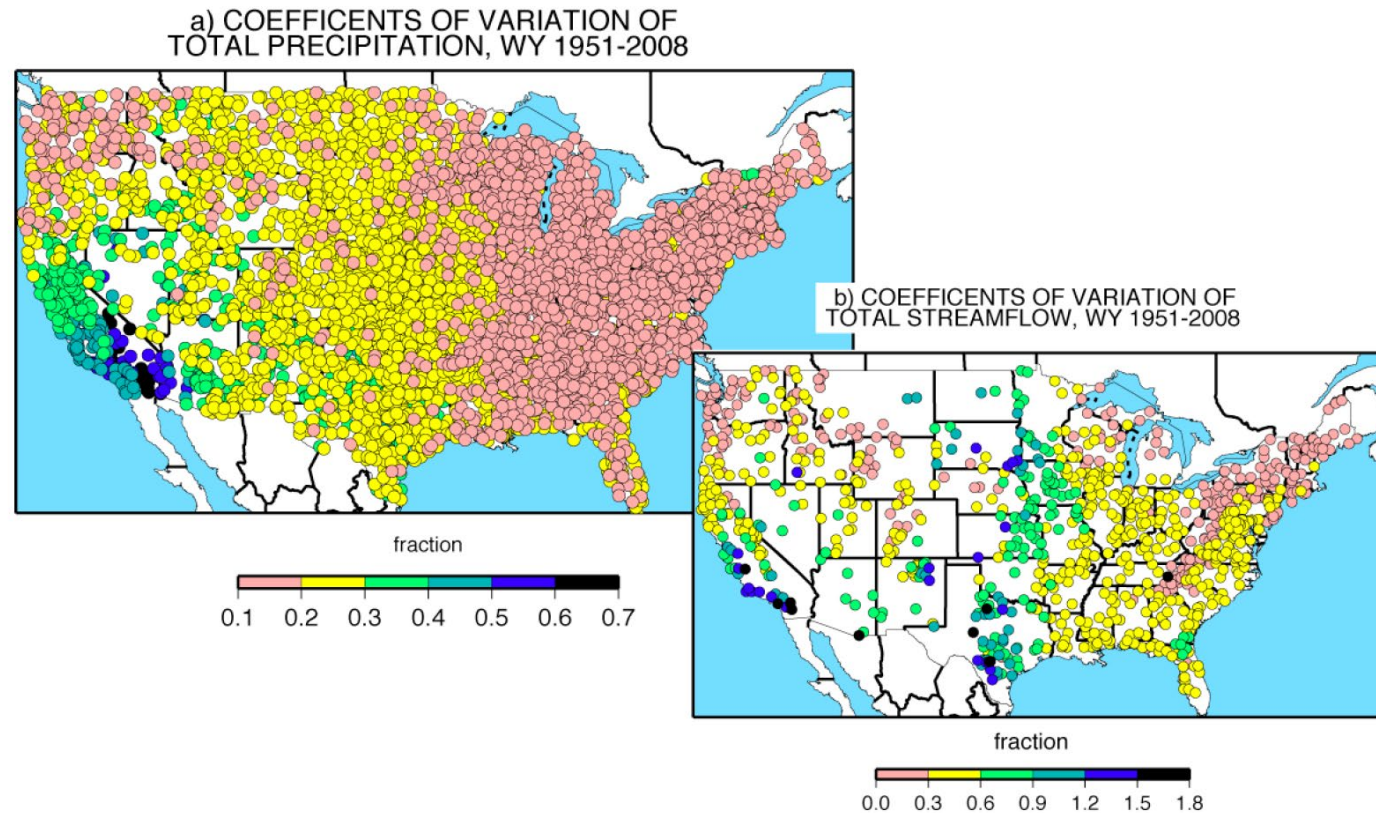 a) COEFFICENTS OF VARIATION OF
TOTAL PRECIPITATION, WY 1951-2008
fraction
0.1 0.2 0.3 0.4 0.5 0.6 0.7
b) COEFFICENTS OF VARIATION OF
TOTAL STREAMFLOW, WY 1951-2008
fraction
0.0 0.3 0.6 0.9 1.2 1.5 1.8